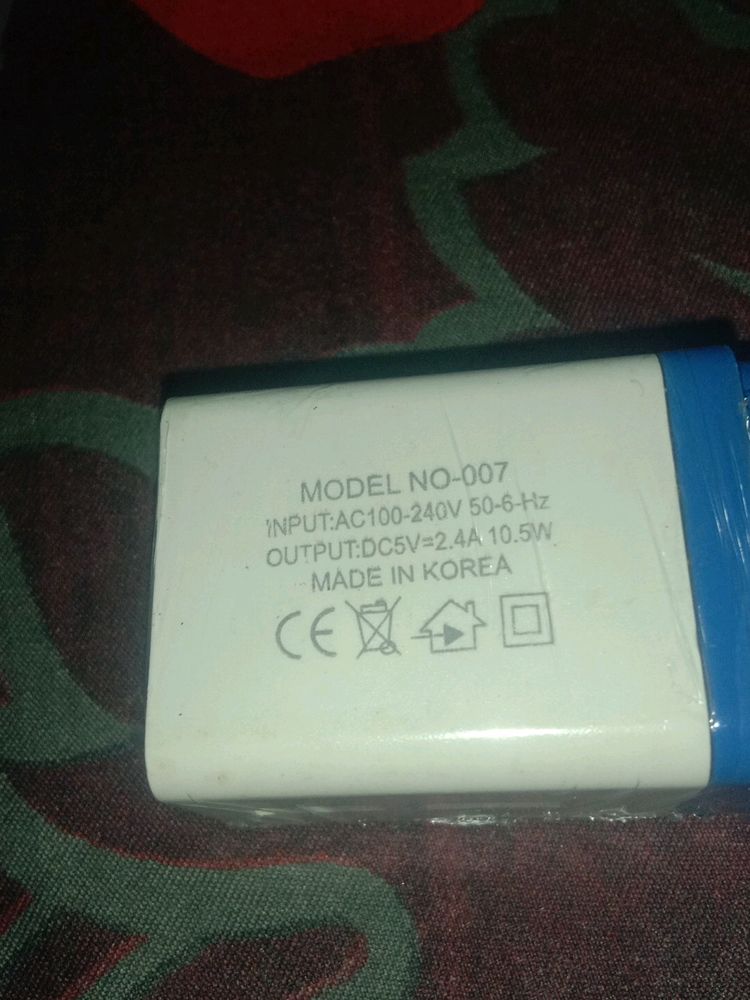 MODEL NO-007
INPUT:AC100-240V 50-6-Hz
OUTPUT:DC5V=2.4A 10.5W
MADE IN KOREA
CE